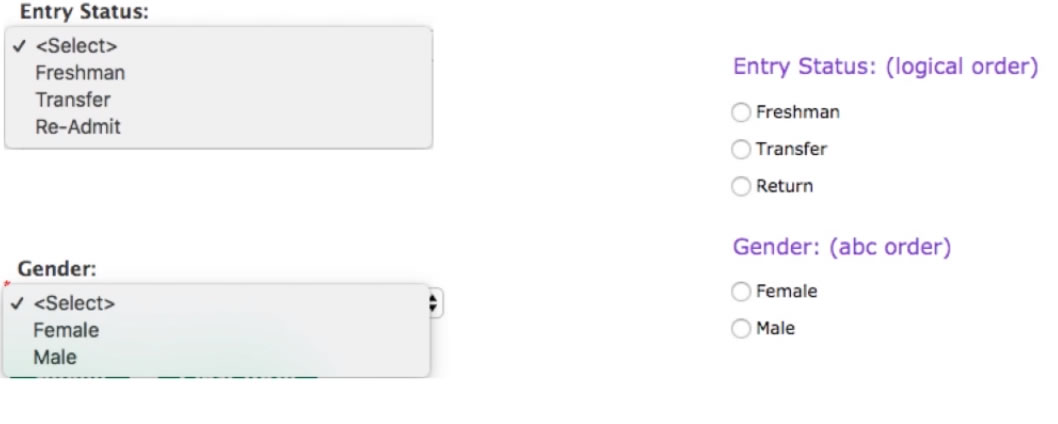 Entry Status:
✓ <Select>
Freshman
Transfer
Re-Admit
Gender:
* 
✓ <Select>
Female
Male
Entry Status: (logical order)
Freshman
Transfer
Return
Gender: (abc order)
Female
Male